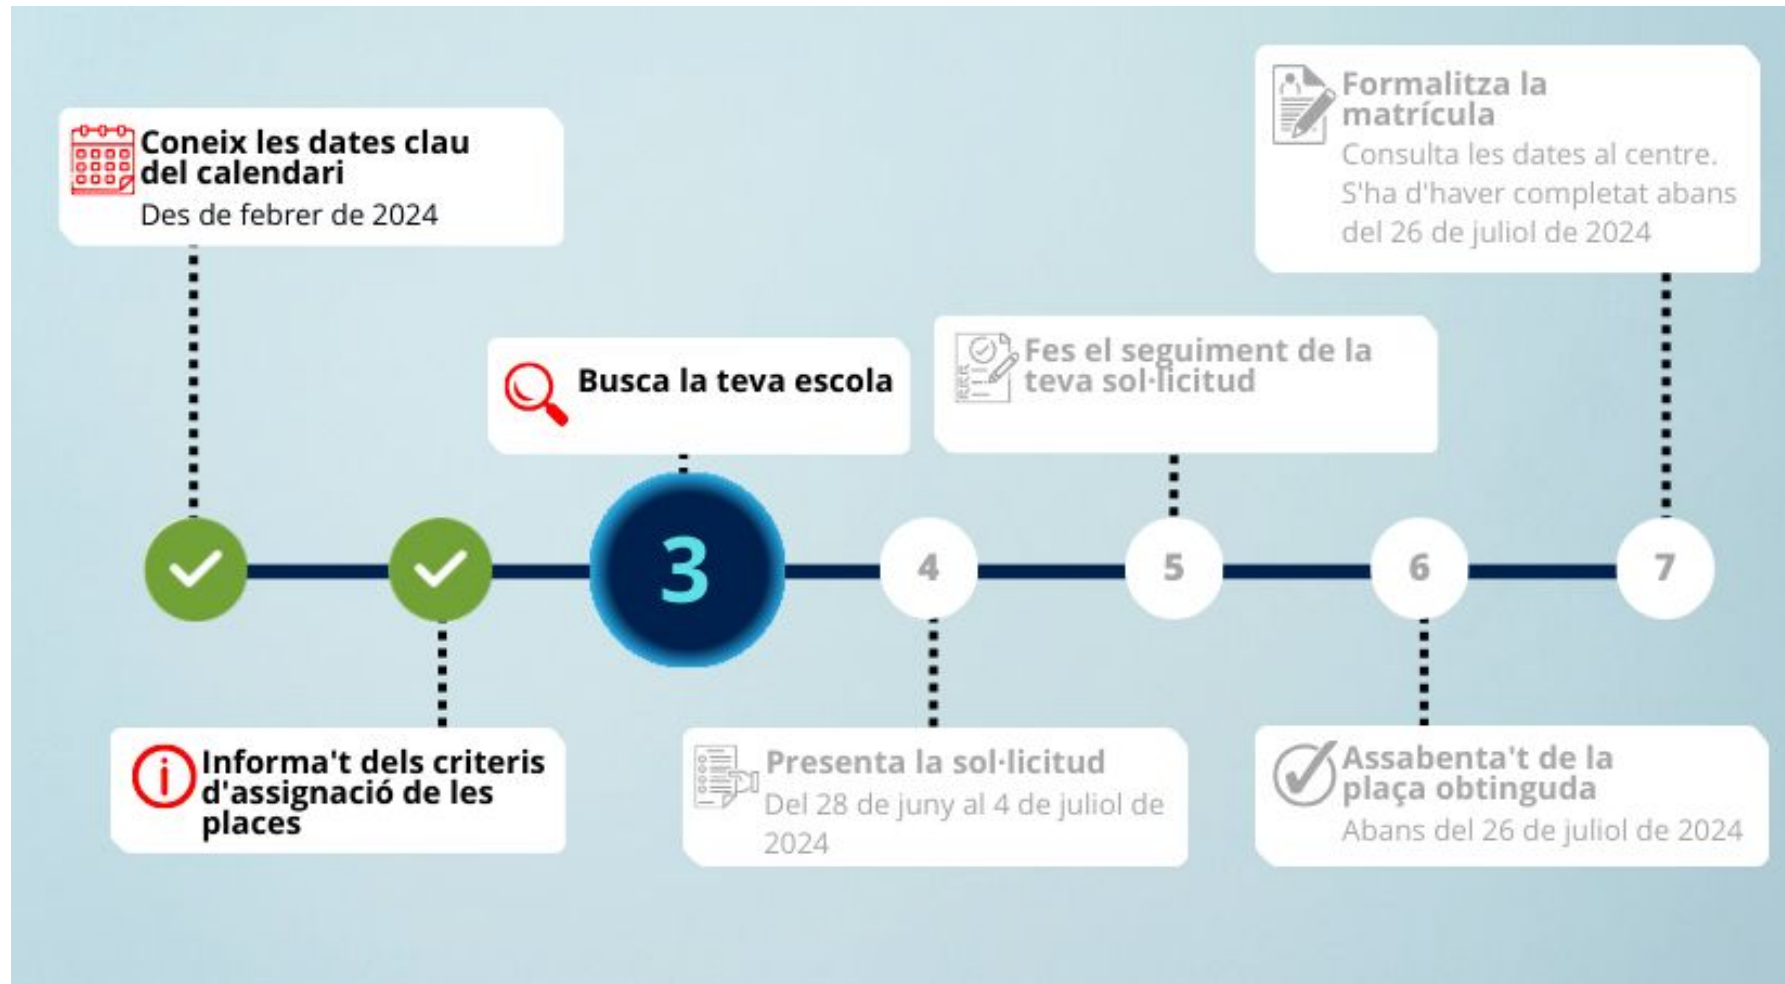 Coneix les dates clau
del calendari
Des de febrer de 2024
Informa't dels criteris
d'assignació de les
places
Busca la teva escola
3
4
Presenta la sol·licitud
Del 28 de juny al 4 de juliol de
2024
Fes el seguiment de la
teva sol·licitud
5
6
Assabenta't de la
plaça obtinguda
Abans del 26 de juliol de 2024
Formalitza la
matrícula
Consulta les dates al centre.
S'ha d'haver completat abans
del 26 de juliol de 2024
7